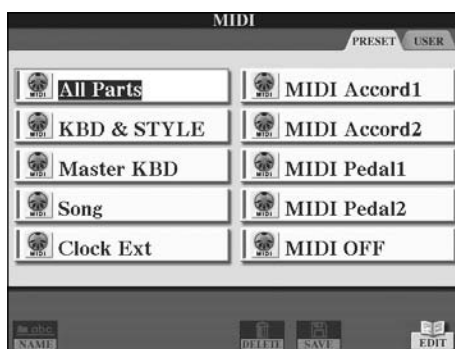 MIDI
PRESET USER
All Parts
KBD & STYLE
Master KBD
Song
Clock Ext
MIDI Accord1
MIDI Accord2
MIDI Pedal1
MIDI Pedal2
MIDI OFF
abc
NAME DELETE SAVE EDIT